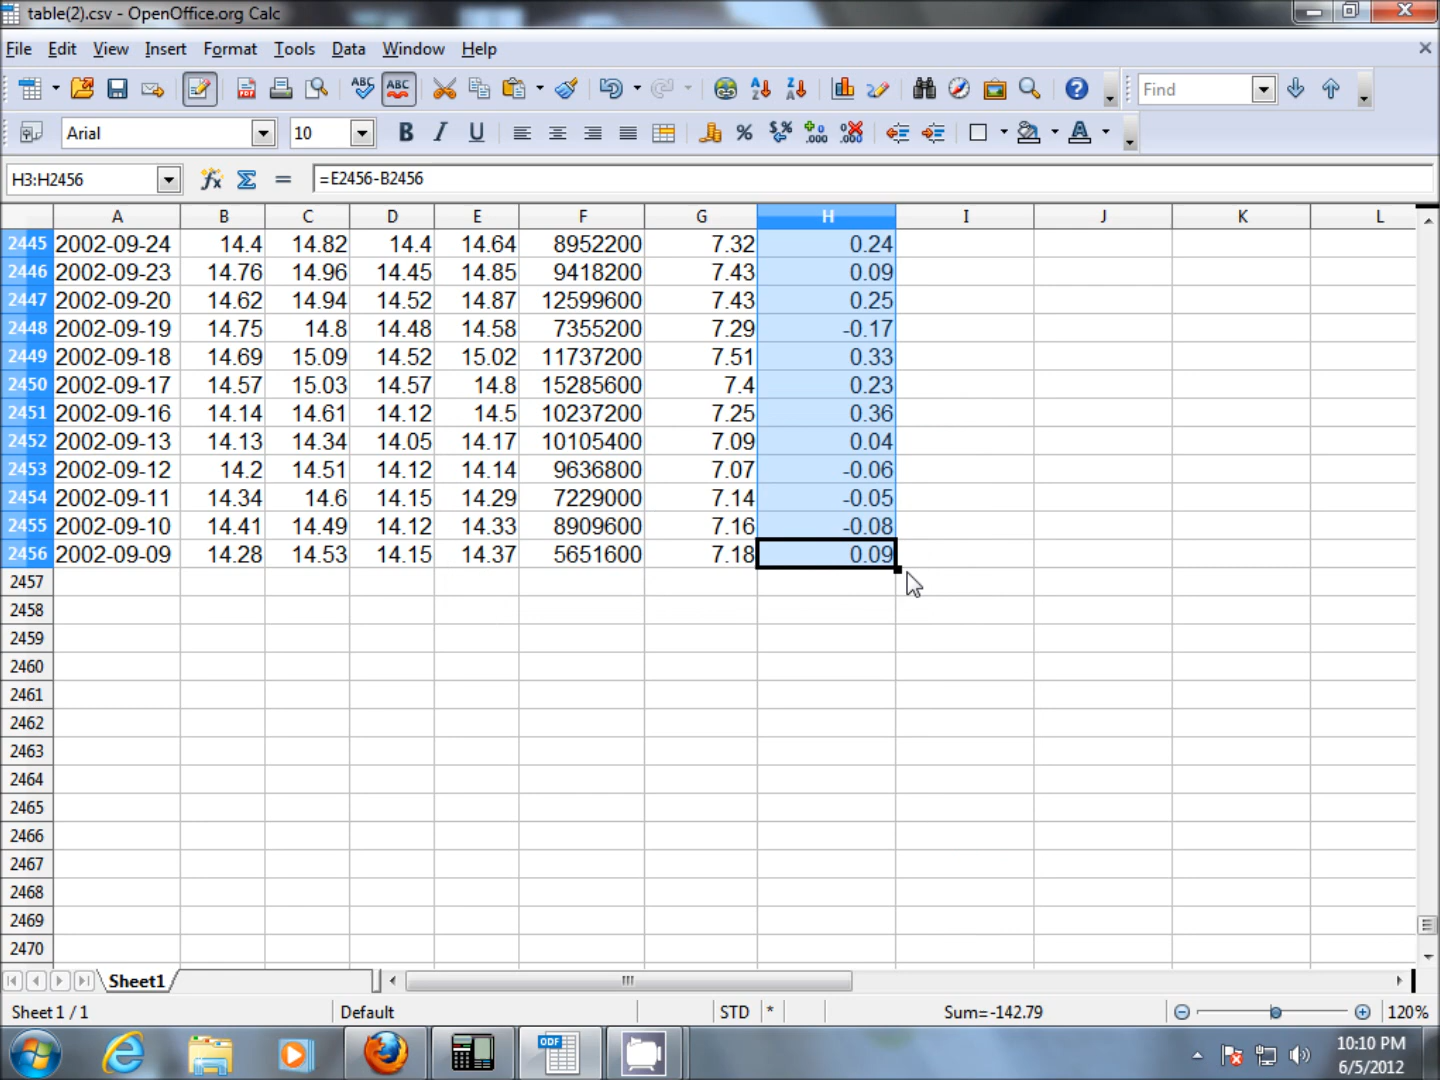 table(2).csv - OpenOffice.org Calc
File Edit View Insert Format Tools Data Window Help
ABC ABC Find
Arial 10 B I U
H3:H2456 =E2456-B2456
A B C D E F G H I J K L
2445 2002-09-24 14.4 14.82 14.4 14.64 8952200 7.32 0.24
2446 2002-09-23 14.76 14.96 14.45 14.85 9418200 7.43 0.09
2447 2002-09-20 14.62 14.94 14.52 14.87 12599600 7.43 0.25
2448 2002-09-19 14.75 14.8 14.48 14.58 7355200 7.29 -0.17
2449 2002-09-18 14.69 15.09 14.52 15.02 11737200 7.51 0.33
2450 2002-09-17 14.57 15.03 14.57 14.8 15285600 7.4 0.23
2451 2002-09-16 14.14 14.61 14.12 14.5 10237200 7.25 0.36
2452 2002-09-13 14.13 14.34 14.05 14.17 10105400 7.09 0.04
2453 2002-09-12 14.2 14.51 14.12 14.14 9636800 7.07 -0.06
2454 2002-09-11 14.34 14.6 14.15 14.29 7229000 7.14 -0.05
2455 2002-09-10 14.41 14.49 14.12 14.33 8909600 7.16 -0.08
2456 2002-09-09 14.28 14.53 14.15 14.37 5651600 7.18 0.09
2457
2458
2459
2460
2461
2462
2463
2464
2465
2466
2467
2468
2469
2470
Sheet1
Sheet 1 / 1 Default STD * Sum=-142.79 120%
ODF 10:10 PM
6/5/2012